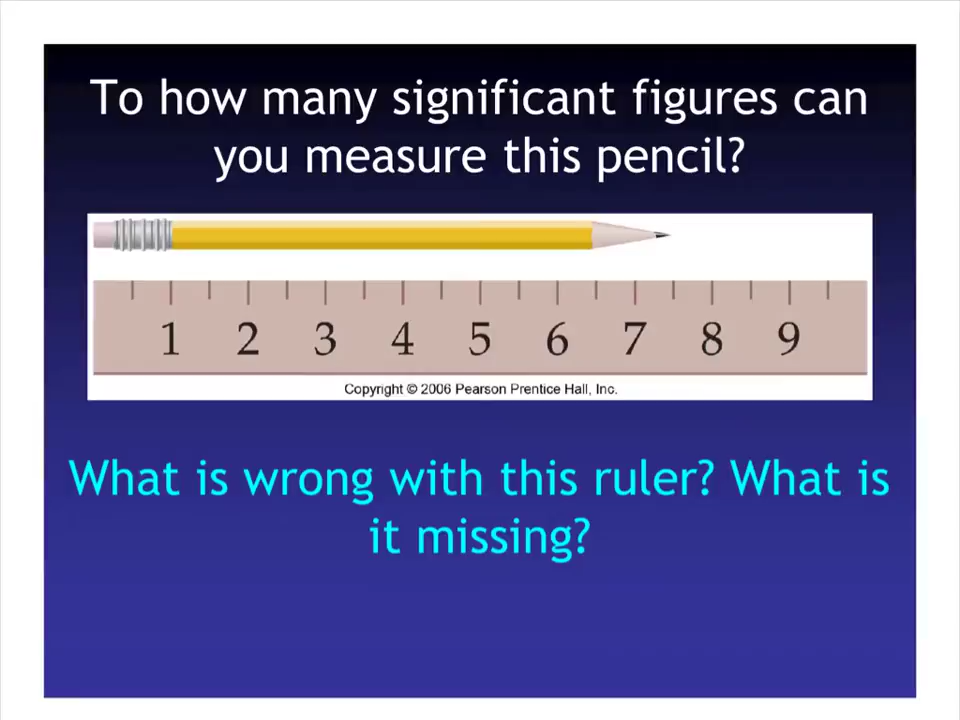 To how many significant figures can
you measure this pencil?
1 2 3 4 5 6 7 8 9
Copyright © 2006 Pearson Prentice Hall, Inc.
What is wrong with this ruler? What is
it missing?